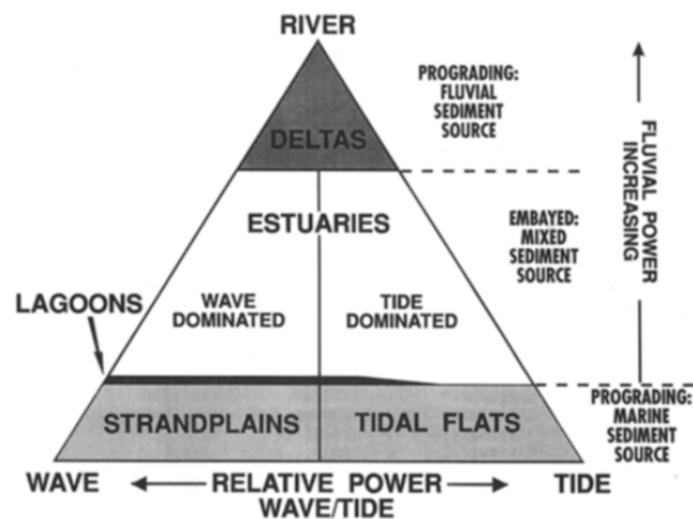 RIVER
PROGRADING:
FLUVIAL
SEDIMENT
SOURCE
DELTAS
FLUVIAL POWER
INCREASING
ESTUARIES
EMBAYED:
MIXED
SEDIMENT
SOURCE
LAGOONS
WAVE
DOMINATED
TIDE
DOMINATED
STRANDPLAINS
TIDAL FLATS
PROGRADING:
MARINE
SEDIMENT
SOURCE
WAVE
RELATIVE POWER
WAVE/TIDE
TIDE